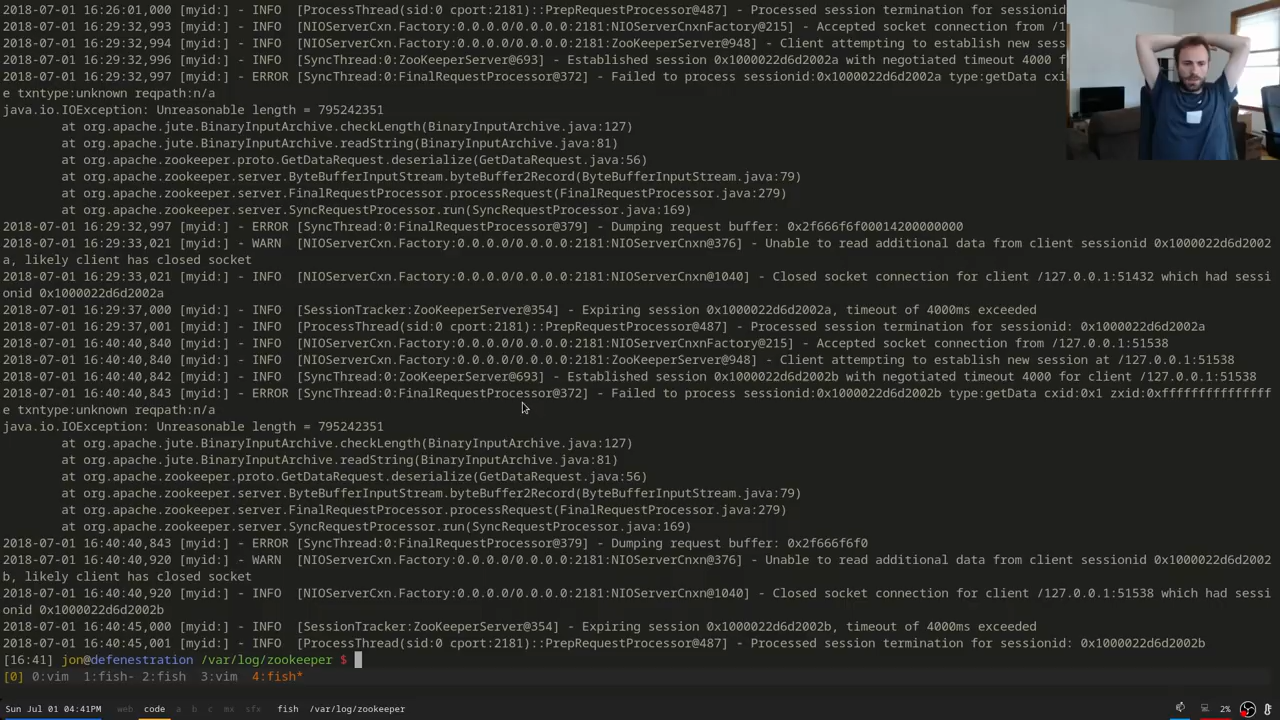 2018-07-01 16:26:01,000 [myid:] - INFO  [ProcessThread(sid:0 cport:2181)::PrepRequestProcessor@487] - Processed session termination for sessionid
2018-07-01 16:29:32,993 [myid:] - INFO  [NIOServerCxn.Factory:0.0.0.0/0.0.0.0:2181:NIOServerCnxnFactory@215] - Accepted socket connection from /1
2018-07-01 16:29:32,994 [myid:] - INFO  [NIOServerCxn.Factory:0.0.0.0/0.0.0.0:2181:ZooKeeperServer@948] - Client attempting to establish new sess
2018-07-01 16:29:32,996 [myid:] - INFO  [SyncThread:0:ZooKeeperServer@693] - Established session 0x1000022d6d2002a with negotiated timeout 4000 f
2018-07-01 16:29:32,997 [myid:] - ERROR [SyncThread:0:FinalRequestProcessor@372] - Failed to process sessionid:0x1000022d6d2002a type:getData cxi
e txntype:unknown reqpath:n/a
java.io.IOException: Unreasonable length = 795242351
at org.apache.jute.BinaryInputArchive.checkLength(BinaryInputArchive.java:127)
at org.apache.jute.BinaryInputArchive.readString(BinaryInputArchive.java:81)
at org.apache.zookeeper.proto.GetDataRequest.deserialize(GetDataRequest.java:56)
at org.apache.zookeeper.server.ByteBufferInputStream.byteBuffer2Record(ByteBufferInputStream.java:79)
at org.apache.zookeeper.server.FinalRequestProcessor.processRequest(FinalRequestProcessor.java:279)
at org.apache.zookeeper.server.SyncRequestProcessor.run(SyncRequestProcessor.java:169)
2018-07-01 16:29:32,997 [myid:] - ERROR [SyncThread:0:FinalRequestProcessor@379] - Dumping request buffer: 0x2f666f6f00014200000000
2018-07-01 16:29:33,021 [myid:] - WARN  [NIOServerCxn.Factory:0.0.0.0/0.0.0.0:2181:NIOServerCnxn@376] - Unable to read additional data from client sessionid 0x1000022d6d2002
a, likely client has closed socket
2018-07-01 16:29:33,021 [myid:] - INFO  [NIOServerCxn.Factory:0.0.0.0/0.0.0.0:2181:NIOServerCnxn@1040] - Closed socket connection for client /127.0.0.1:51432 which had sessi
onid 0x1000022d6d2002a
2018-07-01 16:29:37,000 [myid:] - INFO  [SessionTracker:ZooKeeperServer@354] - Expiring session 0x1000022d6d2002a, timeout of 4000ms exceeded
2018-07-01 16:29:37,001 [myid:] - INFO  [ProcessThread(sid:0 cport:2181)::PrepRequestProcessor@487] - Processed session termination for sessionid: 0x1000022d6d2002a
2018-07-01 16:40:40,840 [myid:] - INFO  [NIOServerCxn.Factory:0.0.0.0/0.0.0.0:2181:NIOServerCnxnFactory@215] - Accepted socket connection from /127.0.0.1:51538
2018-07-01 16:40:40,840 [myid:] - INFO  [NIOServerCxn.Factory:0.0.0.0/0.0.0.0:2181:ZooKeeperServer@948] - Client attempting to establish new session at /127.0.0.1:51538
2018-07-01 16:40:40,842 [myid:] - INFO  [SyncThread:0:ZooKeeperServer@693] - Established session 0x1000022d6d2002b with negotiated timeout 4000 for client /127.0.0.1:51538
2018-07-01 16:40:40,843 [myid:] - ERROR [SyncThread:0:FinalRequestProcessor@372] - Failed to process sessionid:0x1000022d6d2002b type:getData cxid:0x1 zxid:0xfffffffffffffff
e txntype:unknown reqpath:n/a
java.io.IOException: Unreasonable length = 795242351
at org.apache.jute.BinaryInputArchive.checkLength(BinaryInputArchive.java:127)
at org.apache.jute.BinaryInputArchive.readString(BinaryInputArchive.java:81)
at org.apache.zookeeper.proto.GetDataRequest.deserialize(GetDataRequest.java:56)
at org.apache.zookeeper.server.ByteBufferInputStream.byteBuffer2Record(ByteBufferInputStream.java:79)
at org.apache.zookeeper.server.FinalRequestProcessor.processRequest(FinalRequestProcessor.java:279)
at org.apache.zookeeper.server.SyncRequestProcessor.run(SyncRequestProcessor.java:169)
2018-07-01 16:40:40,843 [myid:] - ERROR [SyncThread:0:FinalRequestProcessor@379] - Dumping request buffer: 0x2f666f6f0
2018-07-01 16:40:40,920 [myid:] - WARN  [NIOServerCxn.Factory:0.0.0.0/0.0.0.0:2181:NIOServerCnxn@376] - Unable to read additional data from client sessionid 0x1000022d6d2002
b, likely client has closed socket
2018-07-01 16:40:40,920 [myid:] - INFO  [NIOServerCxn.Factory:0.0.0.0/0.0.0.0:2181:NIOServerCnxn@1040] - Closed socket connection for client /127.0.0.1:51538 which had sessi
onid 0x1000022d6d2002b
2018-07-01 16:40:45,000 [myid:] - INFO  [SessionTracker:ZooKeeperServer@354] - Expiring session 0x1000022d6d2002b, timeout of 4000ms exceeded
2018-07-01 16:40:45,001 [myid:] - INFO  [ProcessThread(sid:0 cport:2181)::PrepRequestProcessor@487] - Processed session termination for sessionid: 0x1000022d6d2002b
[16:41] jon@defenestration /var/log/zookeeper $
[0] 0:vim  1:fish- 2:fish  3:vim  4:fish*
Sun Jul 01 04:41PM web code a b c mx sfx fish /var/log/zookeeper 2%